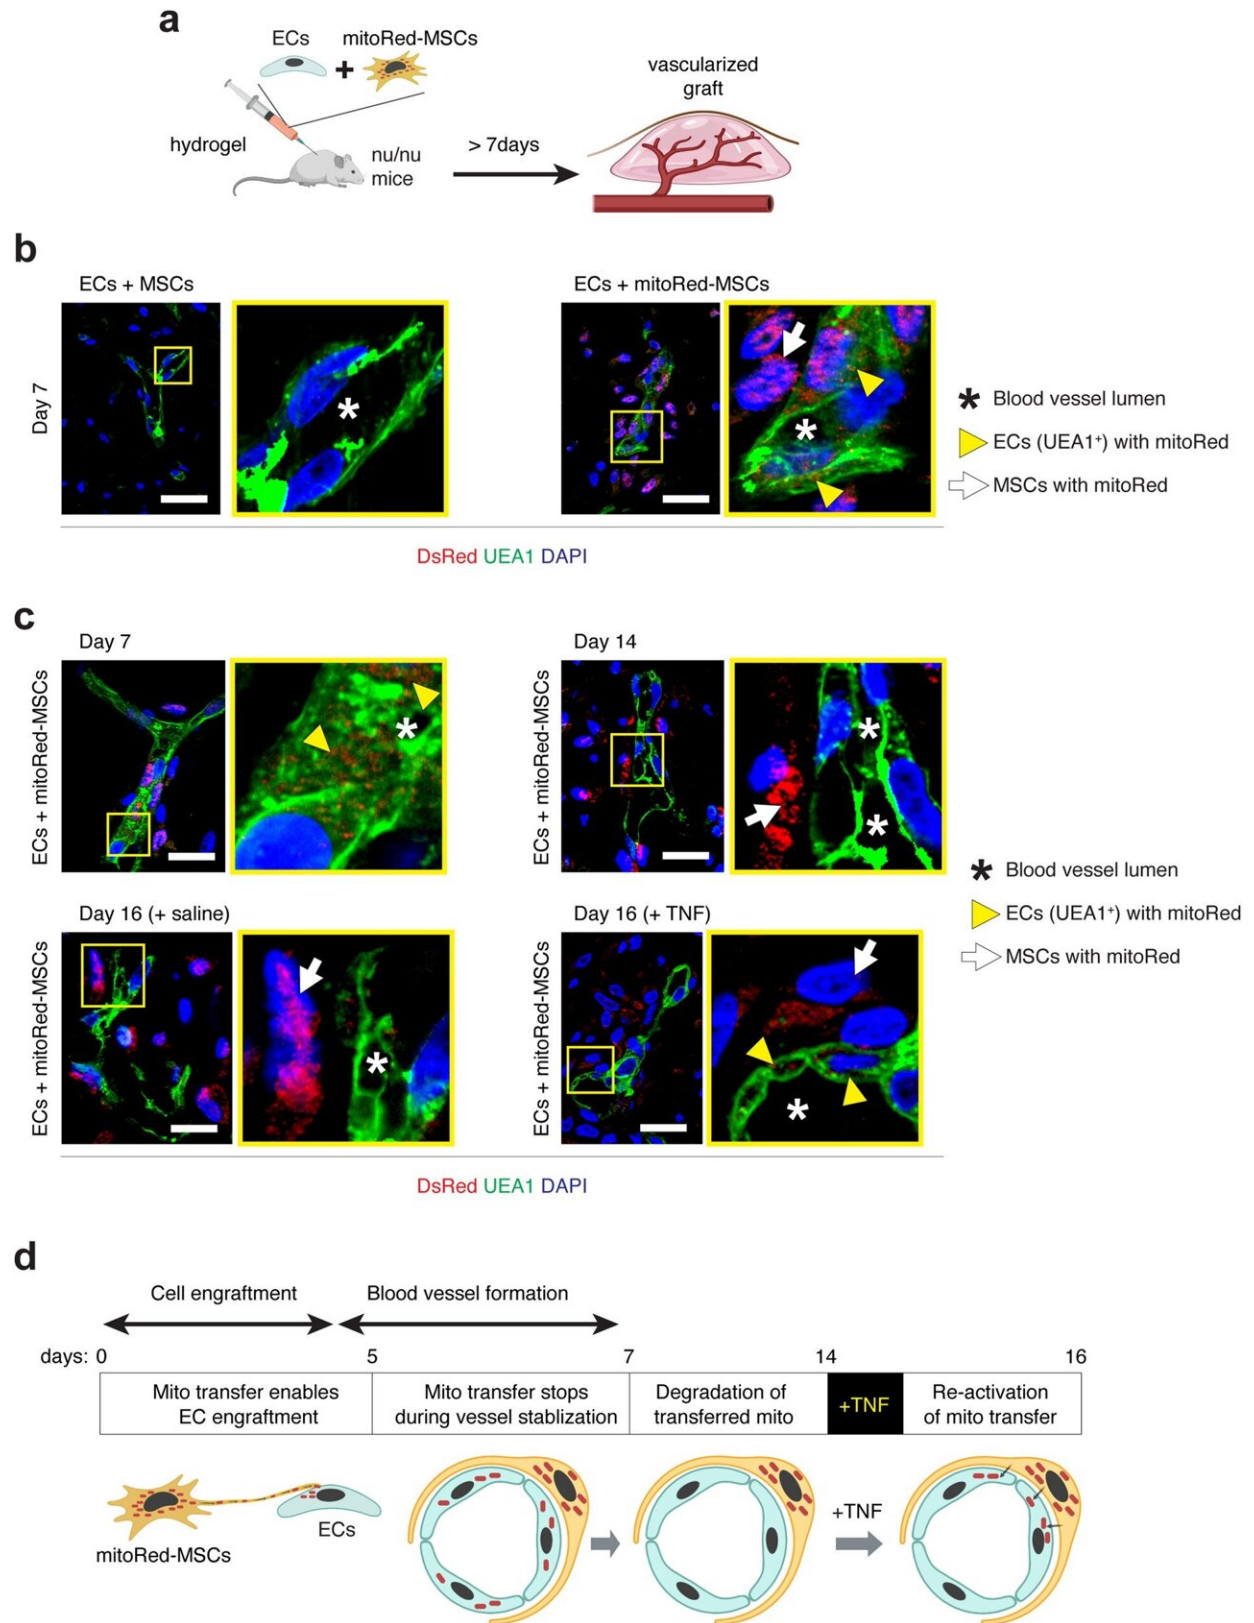 a
ECs
mitoRed-MSCs
+
hydrogel
nu/nu
mice
> 7days
vascularized
graft
b
ECs + MSCs
ECs + mitoRed-MSCs
Day 7
* Blood vessel lumen
ECs (UEA1⁺) with mitoRed
MSCs with mitoRed
DsRed UEA1 DAPI
c
Day 7
Day 14
ECs + mitoRed-MSCs
ECs + mitoRed-MSCs
Day 16 (+ saline)
Day 16 (+ TNF)
ECs + mitoRed-MSCs
ECs + mitoRed-MSCs
* Blood vessel lumen
ECs (UEA1⁺) with mitoRed
MSCs with mitoRed
DsRed UEA1 DAPI
d
Cell engraftment
Blood vessel formation
days: 0 5 7 14 16
Mito transfer enables
EC engraftment
Mito transfer stops
during vessel stablization
Degradation of
transferred mito
+TNF
Re-activation
of mito transfer
mitoRed-MSCs
ECs
+TNF